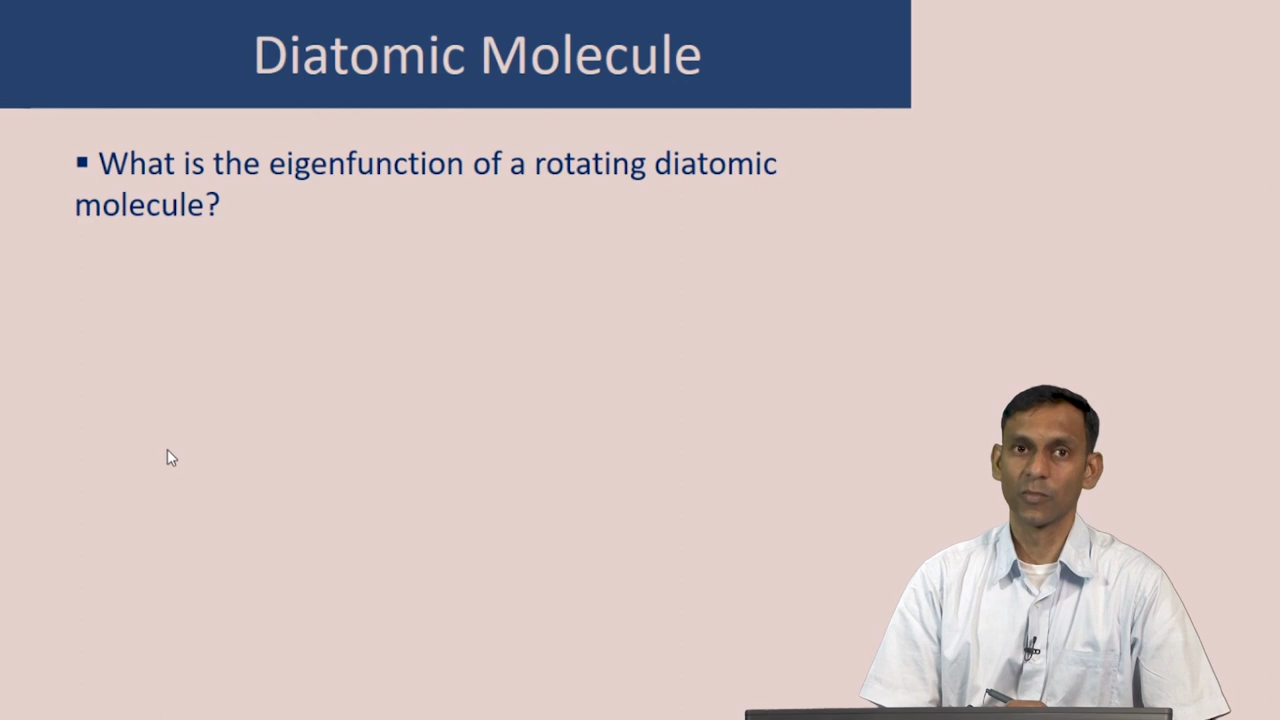 Diatomic Molecule
▪ What is the eigenfunction of a rotating diatomic
molecule?